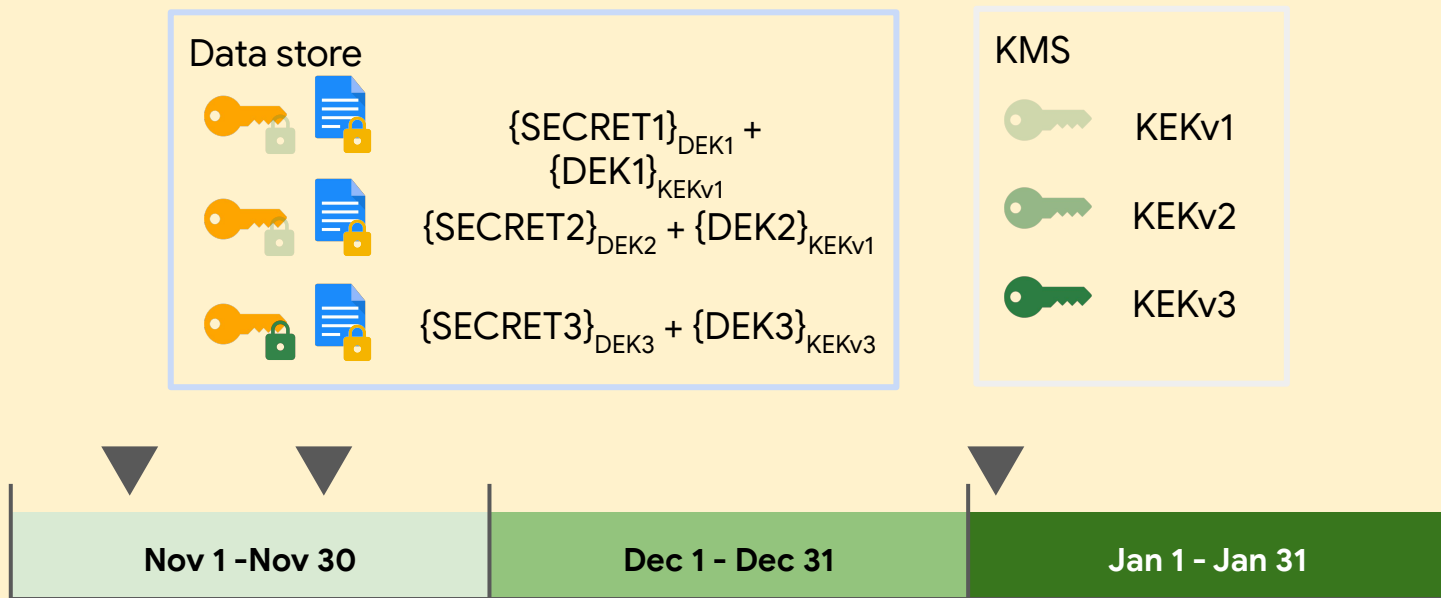 Data store
{SECRET1}DEK1 +
{DEK1}KEKv1
{SECRET2}DEK2 + {DEK2}KEKv1
{SECRET3}DEK3 + {DEK3}KEKv3
KMS
KEKv1
KEKv2
KEKv3
Nov 1 -Nov 30
Dec 1 - Dec 31
Jan 1 - Jan 31